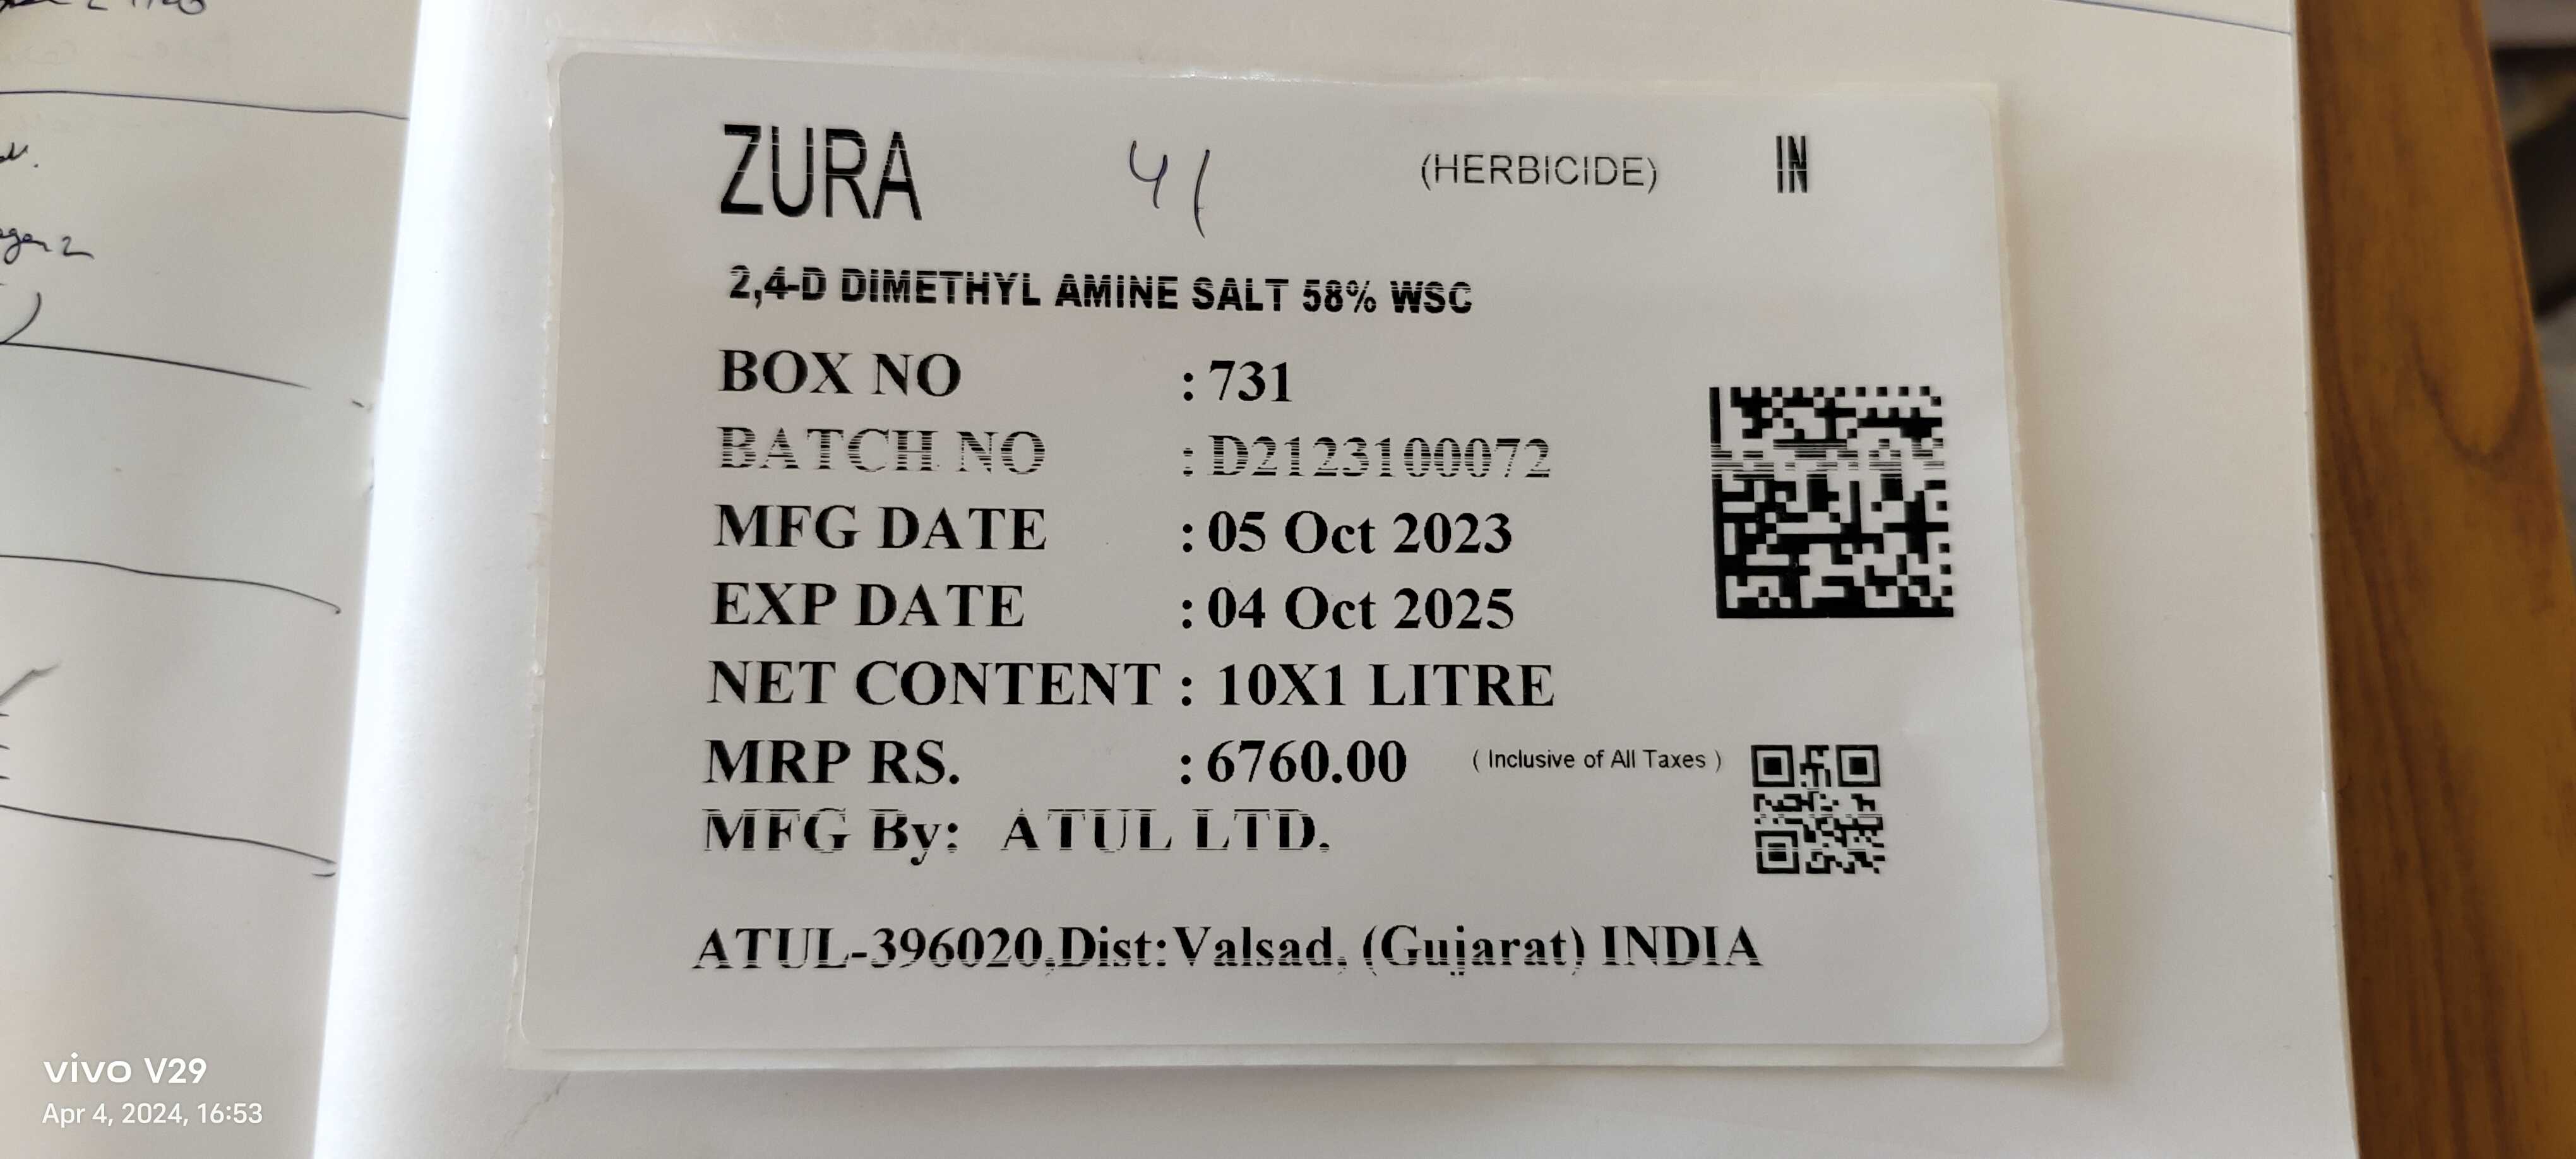 ZURA 41 (HERBICIDE) IN
2,4-D DIMETHYL AMINE SALT 58% WSC
BOX NO : 731
BATCH NO : D2123100072
MFG DATE : 05 Oct 2023
EXP DATE : 04 Oct 2025
NET CONTENT : 10X1 LITRE
MRP RS. : 6760.00 ( Inclusive of All Taxes )
MFG By: ATUL LTD.
ATUL-396020,Dist:Valsad, (Gujarat) INDIA
vivo V29
Apr 4, 2024, 16:53